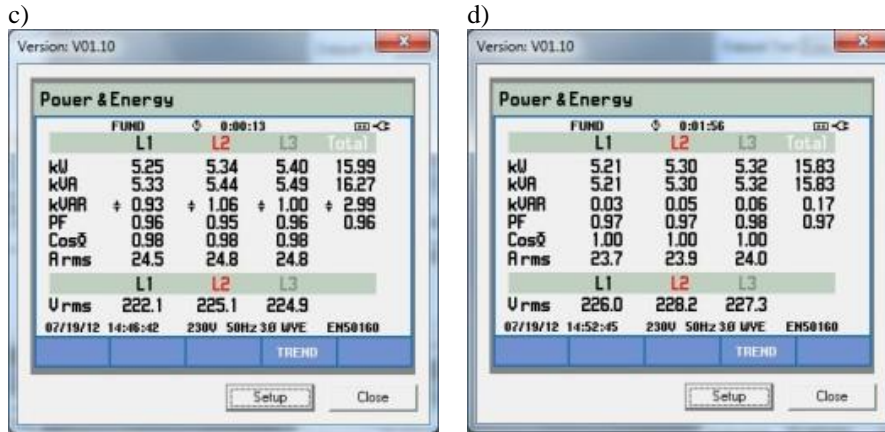 c)
Version: V01.10
Power & Energy
FUND 0:00:13
L1 L2 L3 Total
kW 5.25 5.34 5.40 15.99
kVA 5.33 5.44 5.49 16.27
kVAR 0.93 1.06 1.00 2.99
PF 0.96 0.95 0.96 0.96
CosΦ 0.98 0.98 0.98
A rms 24.5 24.8 24.8
L1 L2 L3
V rms 222.1 225.1 224.9
07/19/12 14:46:42 230V 50Hz 3Ø WYE EN50160
TREND
Setup Close
d)
Version: V01.10
Power & Energy
FUND 0:01:56
L1 L2 L3 Total
kW 5.21 5.30 5.32 15.83
kVA 5.21 5.30 5.32 15.83
kVAR 0.03 0.05 0.06 0.17
PF 0.97 0.97 0.98 0.97
CosΦ 1.00 1.00 1.00
A rms 23.7 23.9 24.0
L1 L2 L3
V rms 226.0 228.2 227.3
07/19/12 14:52:45 230V 50Hz 3Ø WYE EN50160
TREND
Setup Close